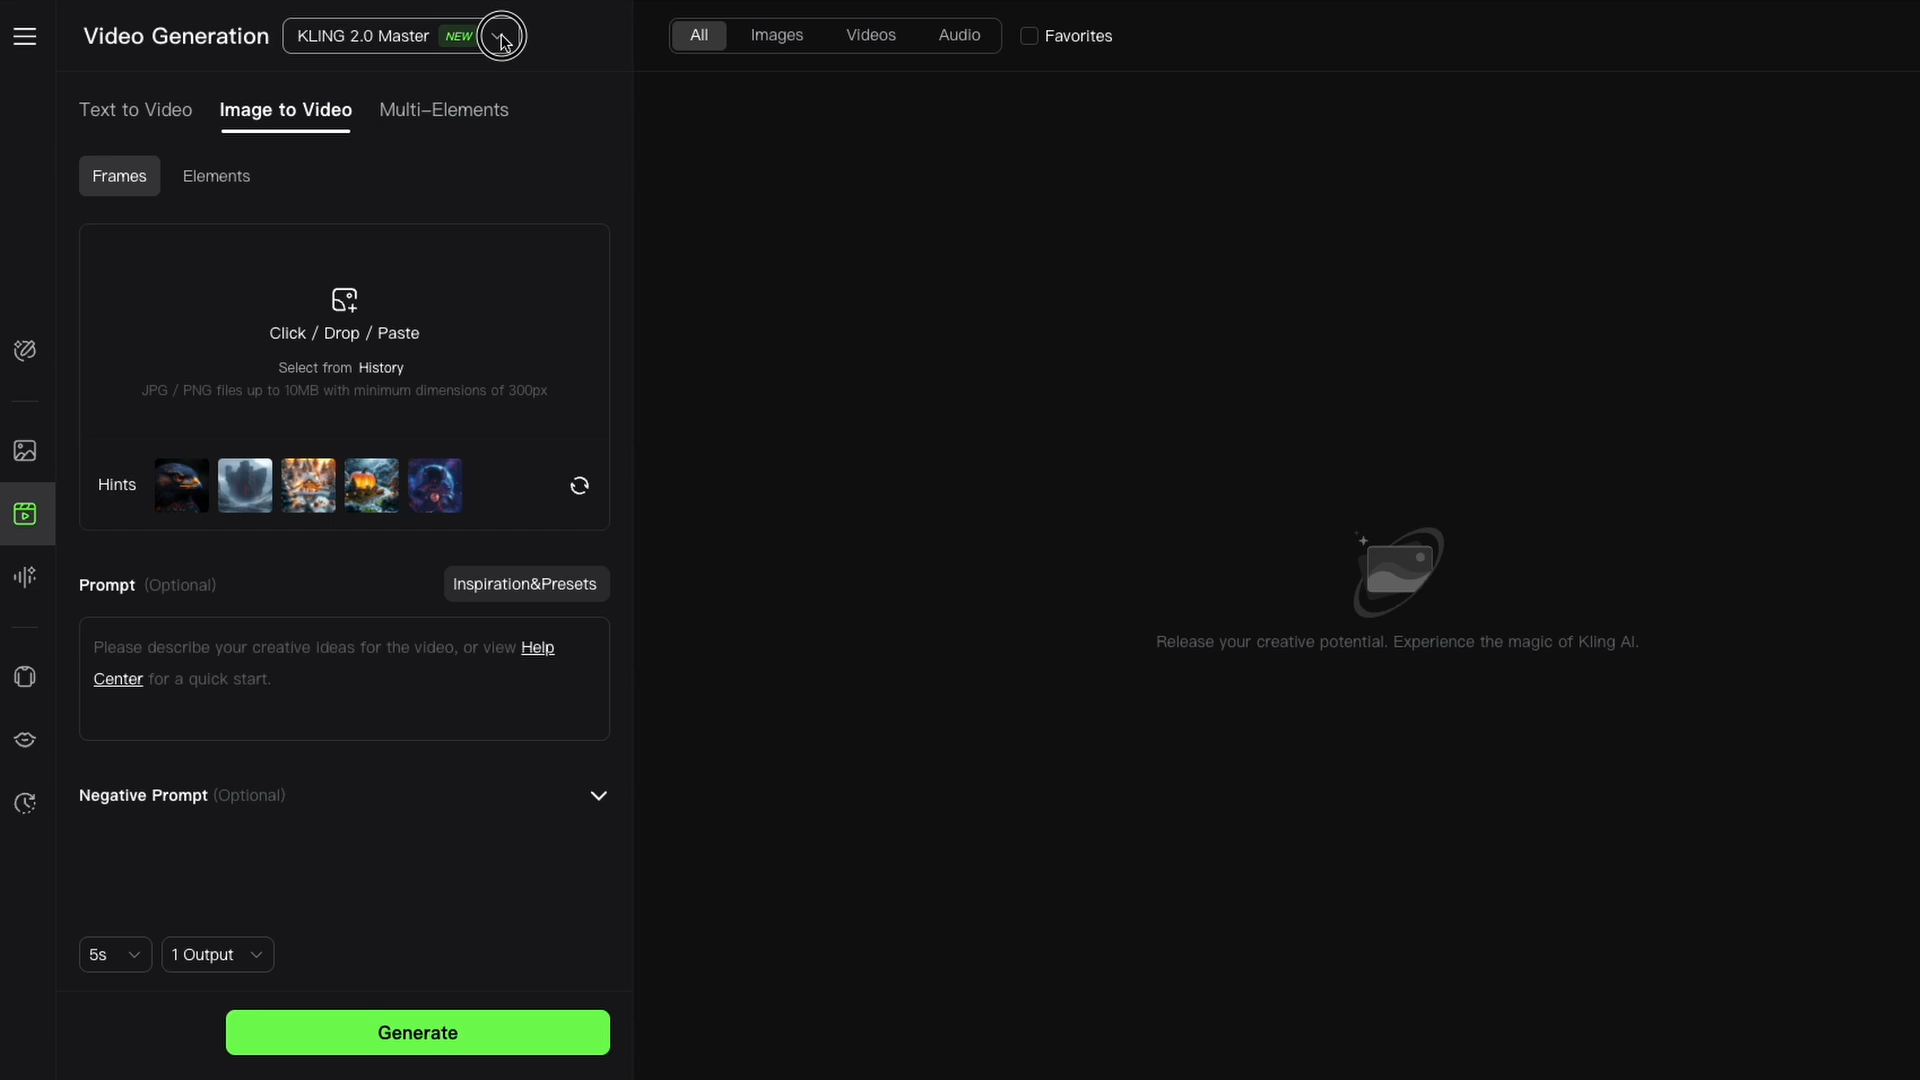 Video Generation
KLING 2.0 Master NEW
All
Images
Videos
Audio
Favorites
Text to Video
Image to Video
Multi-Elements
Frames
Elements
Click / Drop / Paste
Select from History
JPG / PNG files up to 10MB with minimum dimensions of 300px
Hints
Prompt (Optional)
Inspiration&Presets
Please describe your creative ideas for the video, or view Help
Center for a quick start.
Release your creative potential. Experience the magic of Kling AI.
Negative Prompt (Optional)
5s
1 Output
Generate